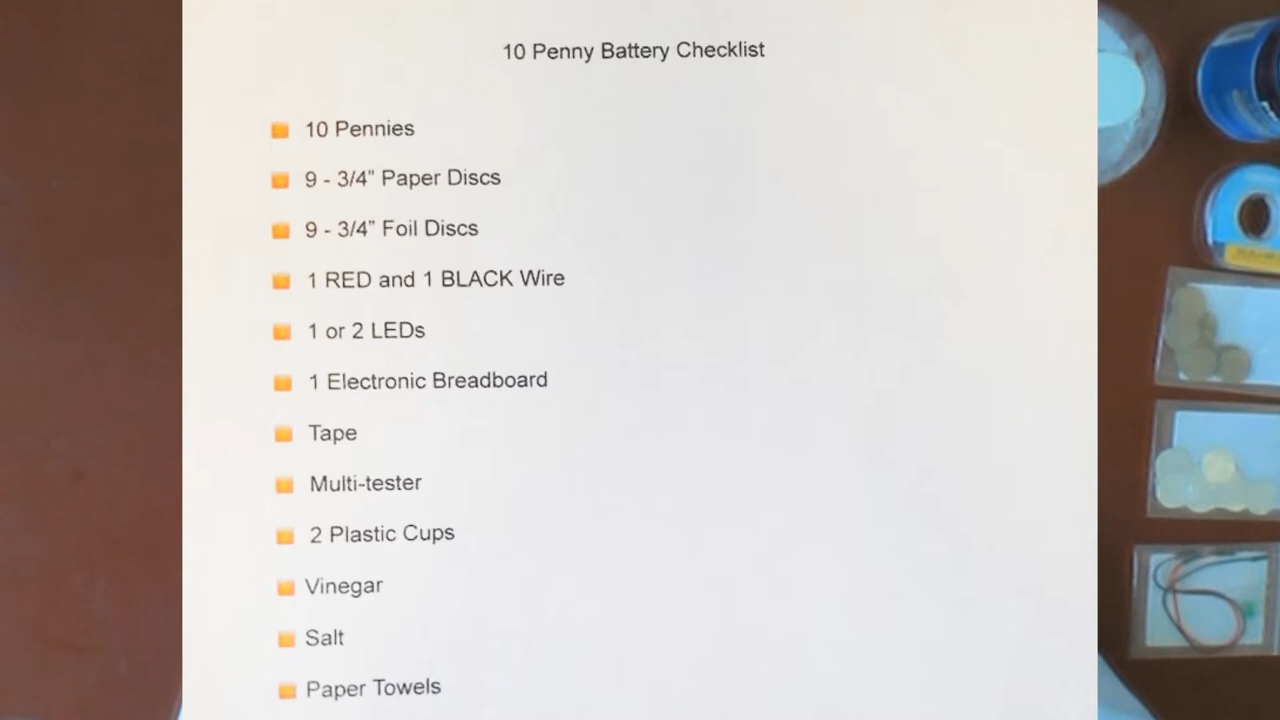 10 Penny Battery Checklist
10 Pennies
9 - 3/4” Paper Discs
9 - 3/4” Foil Discs
1 RED and 1 BLACK Wire
1 or 2 LEDs
1 Electronic Breadboard
Tape
Multi-tester
2 Plastic Cups
Vinegar
Salt
Paper Towels